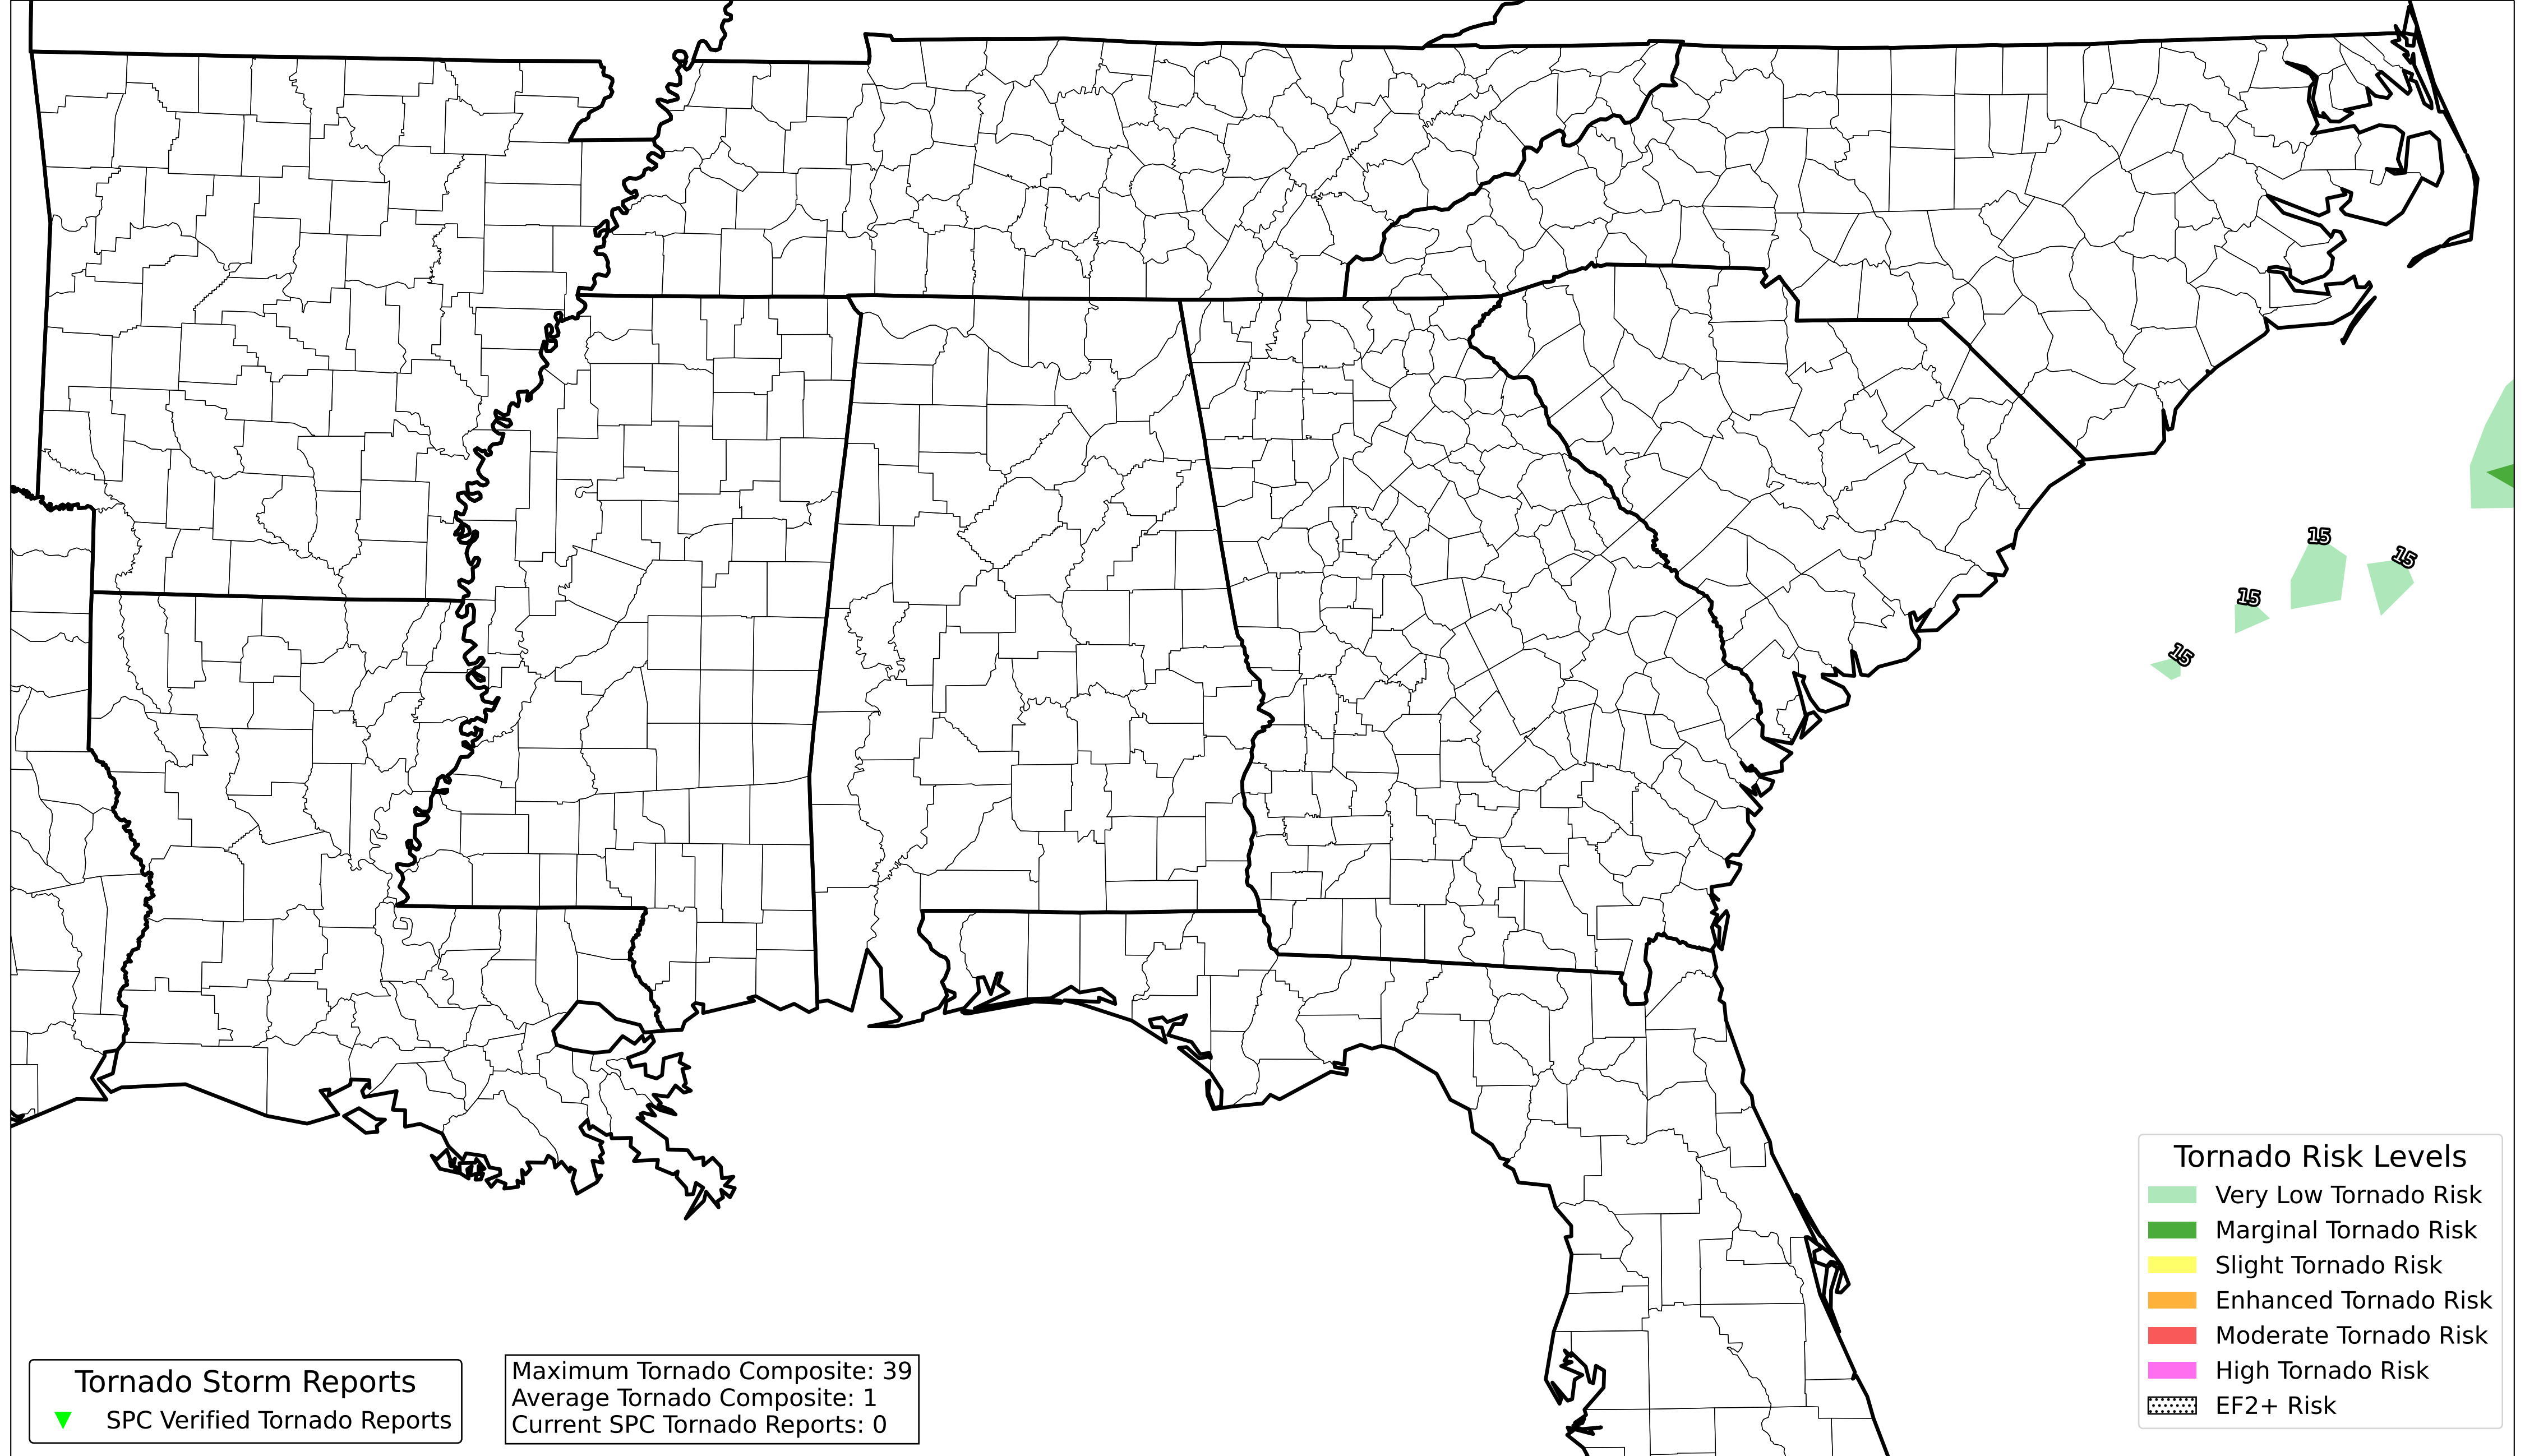 15
15
15
15
Tornado Risk Levels
Very Low Tornado Risk
Marginal Tornado Risk
Slight Tornado Risk
Enhanced Tornado Risk
Moderate Tornado Risk
High Tornado Risk
EF2+ Risk
Tornado Storm Reports
SPC Verified Tornado Reports
Maximum Tornado Composite: 39
Average Tornado Composite: 1
Current SPC Tornado Reports: 0